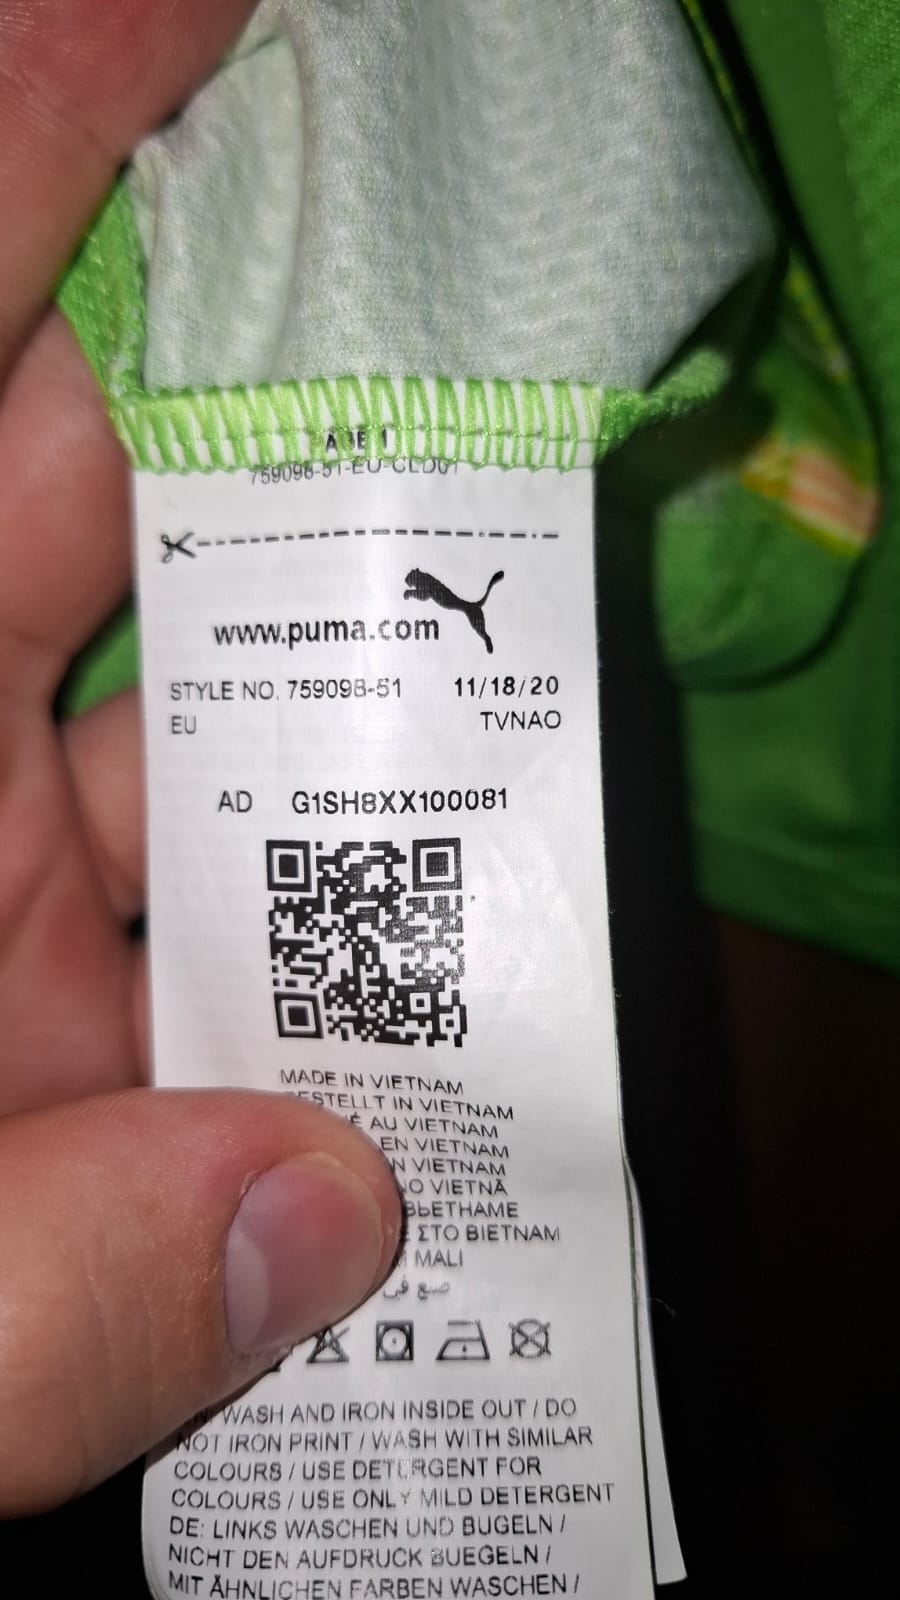 759098-51-EU-CLD01
www.puma.com
STYLE NO. 759098-51 11/18/20
EU TVNAO
AD G1SH8XX100081
MADE IN VIETNAM
ESTELLT IN VIETNAM
É AU VIETNAM
EN VIETNAM
N VIETNAM
NO VIETNÃ
ВЬЕТНАМЕ
ΣΤΟ ΒΙΕΤΝΑΜ
MALI
صنع في
WASH AND IRON INSIDE OUT / DO
NOT IRON PRINT / WASH WITH SIMILAR
COLOURS / USE DETERGENT FOR
COLOURS / USE ONLY MILD DETERGENT
DE: LINKS WASCHEN UND BUGELN /
NICHT DEN AUFDRUCK BUEGELN /
MIT ÄHNLICHEN FARBEN WASCHEN /